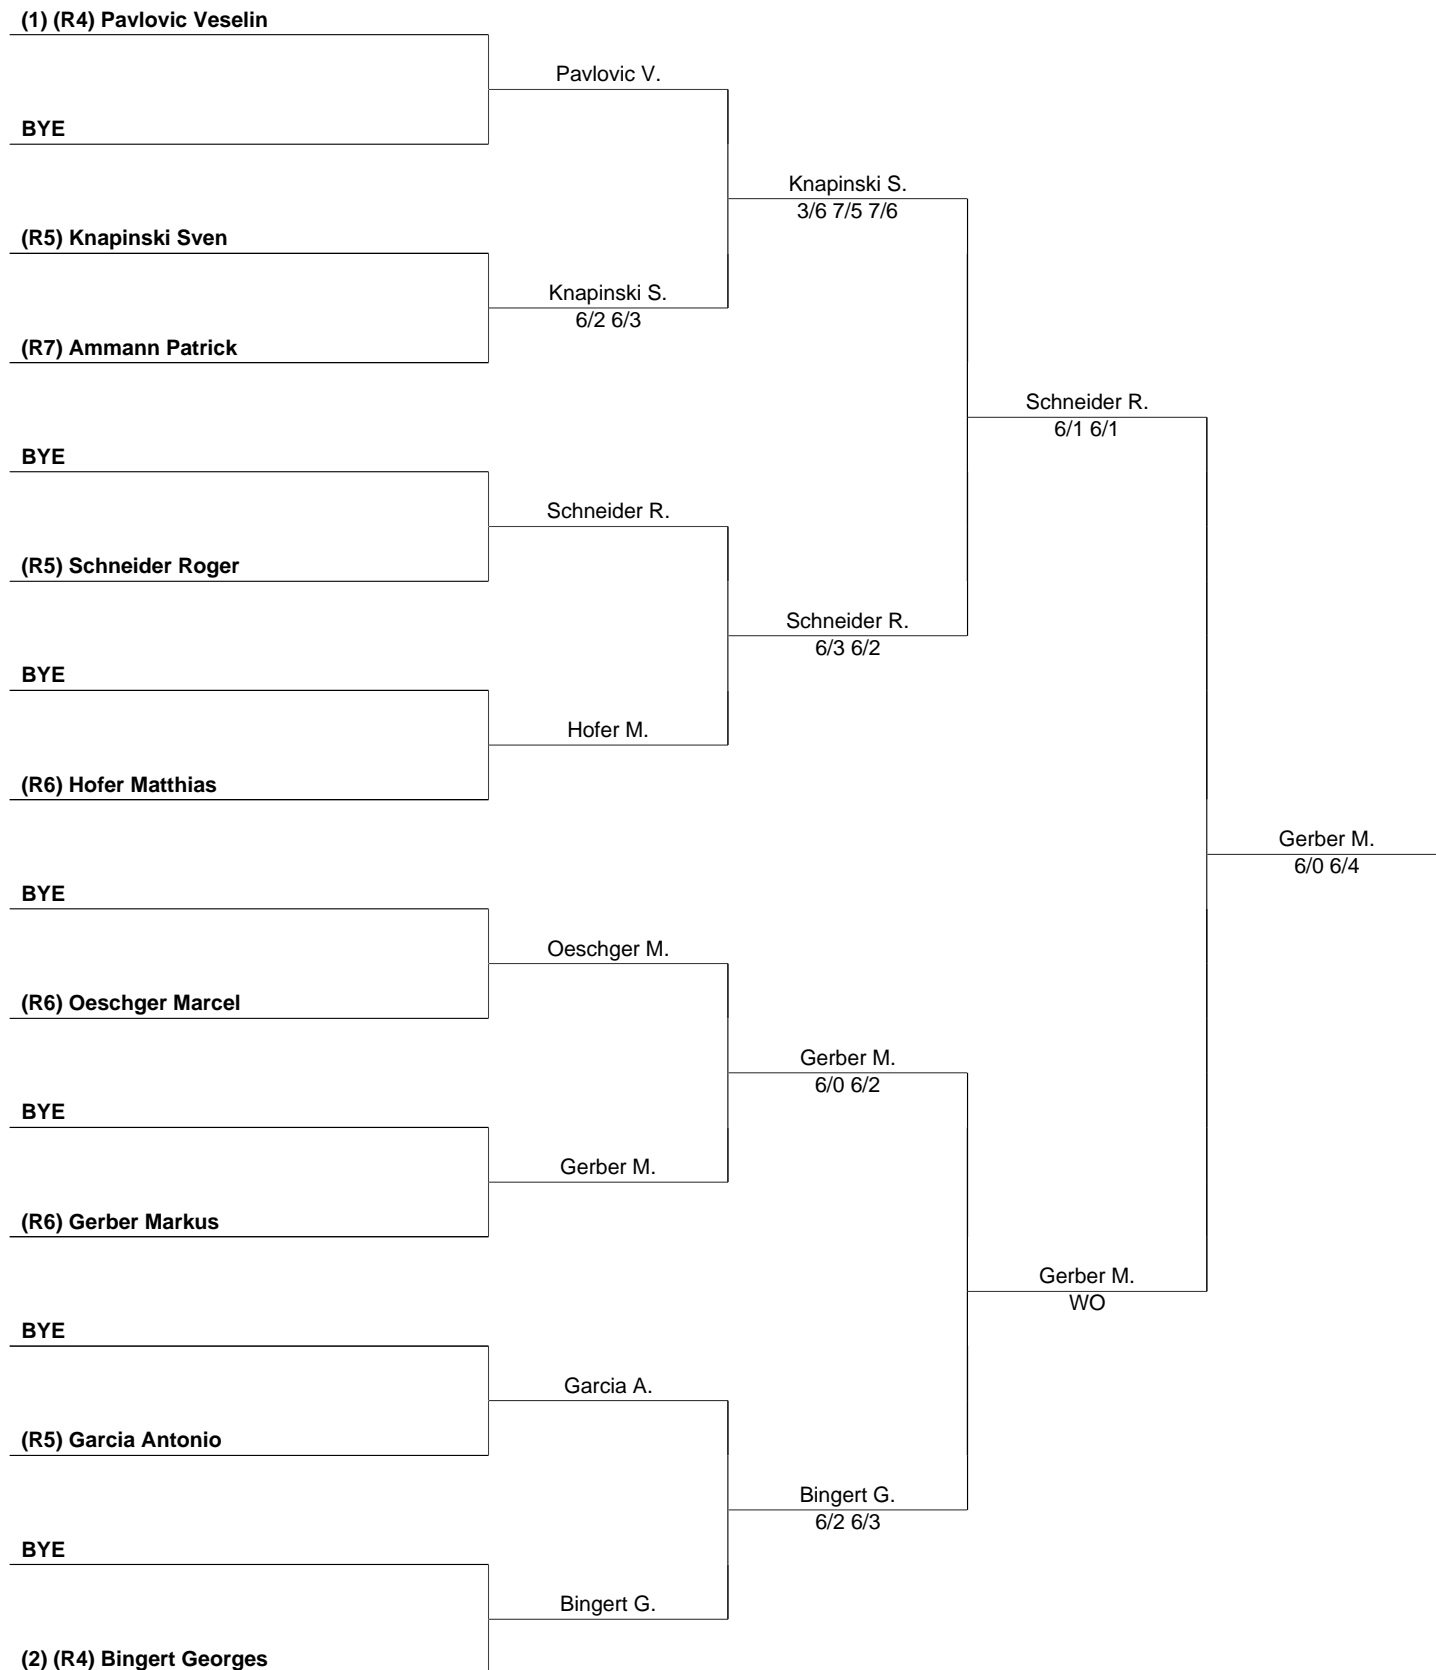 (1) (R4) Pavlovic Veselin
Pavlovic V.
BYE
Knapinski S.
3/6 7/5 7/6
(R5) Knapinski Sven
Knapinski S.
6/2 6/3
(R7) Ammann Patrick
Schneider R.
6/1 6/1
BYE
Schneider R.
(R5) Schneider Roger
Schneider R.
6/3 6/2
BYE
Hofer M.
(R6) Hofer Matthias
Gerber M.
6/0 6/4
BYE
Oeschger M.
(R6) Oeschger Marcel
Gerber M.
6/0 6/2
BYE
Gerber M.
(R6) Gerber Markus
Gerber M.
WO
BYE
Garcia A.
(R5) Garcia Antonio
Bingert G.
6/2 6/3
BYE
Bingert G.
(2) (R4) Bingert Georges